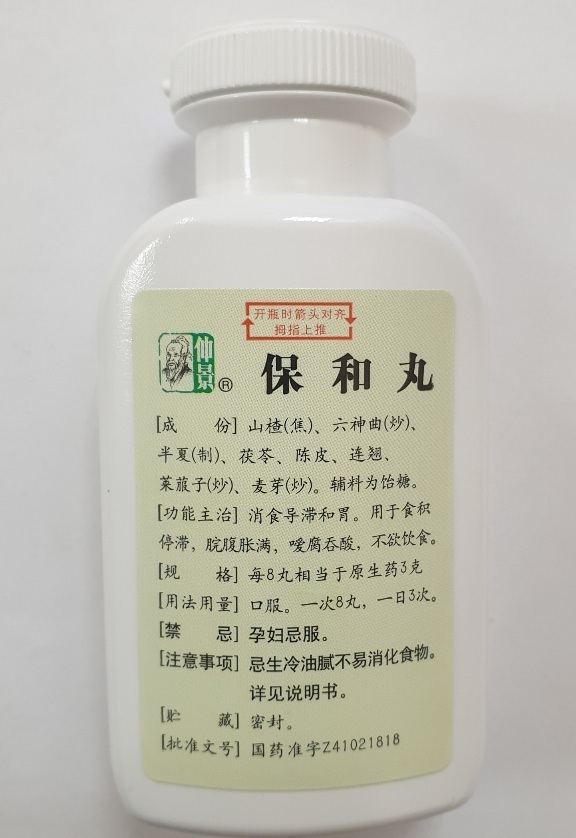 开瓶时箭头对齐
拇指上推
仲景®
保和丸
[成　　份] 山楂(焦)、六神曲(炒)、
半夏(制)、茯苓、陈皮、连翘、
莱菔子(炒)、麦芽(炒)。辅料为饴糖。
[功能主治] 消食导滞和胃。用于食积
停滞，脘腹胀满，嗳腐吞酸，不欲饮食。
[规　　格] 每8丸相当于原生药3克
[用法用量] 口服。一次8丸，一日3次。
[禁　　忌] 孕妇忌服。
[注意事项] 忌生冷油腻不易消化食物。
详见说明书。
[贮　　藏] 密封。
[批准文号] 国药准字Z41021818